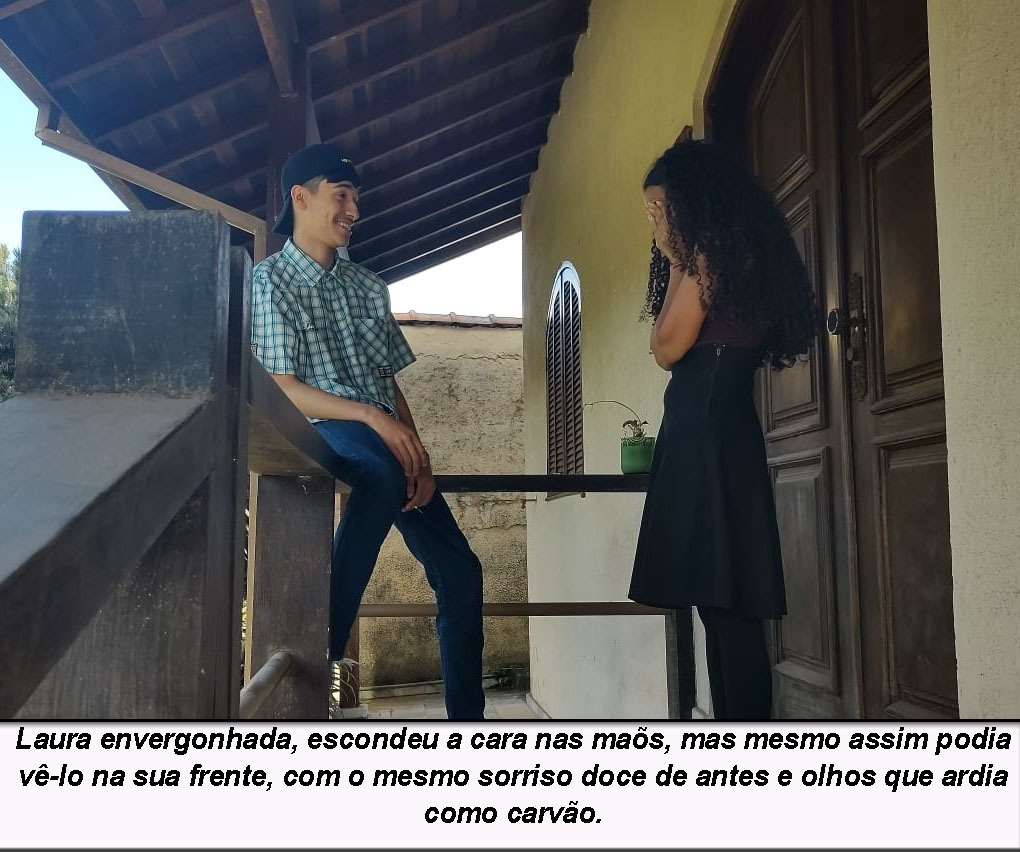 Laura envergonhada, escondeu a cara nas maõs, mas mesmo assim podia
vê-lo na sua frente, com o mesmo sorriso doce de antes e olhos que ardia
como carvão.